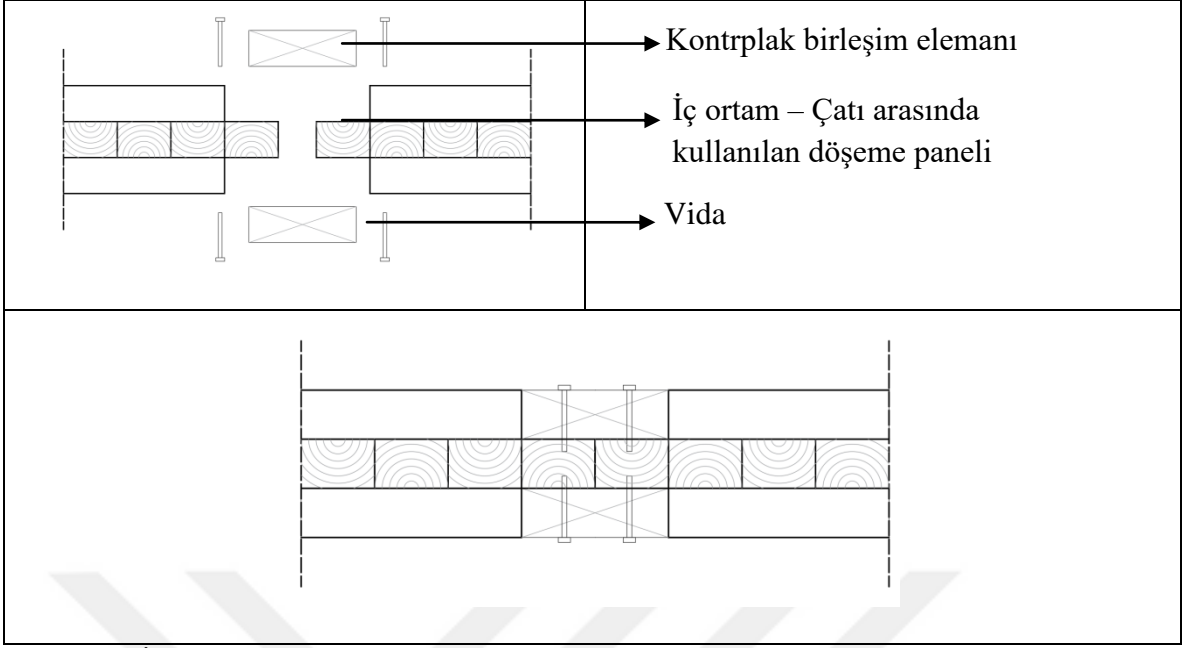 Kontrplak birleşim elemanı
İç ortam – Çatı arasında
kullanılan döşeme paneli
Vida